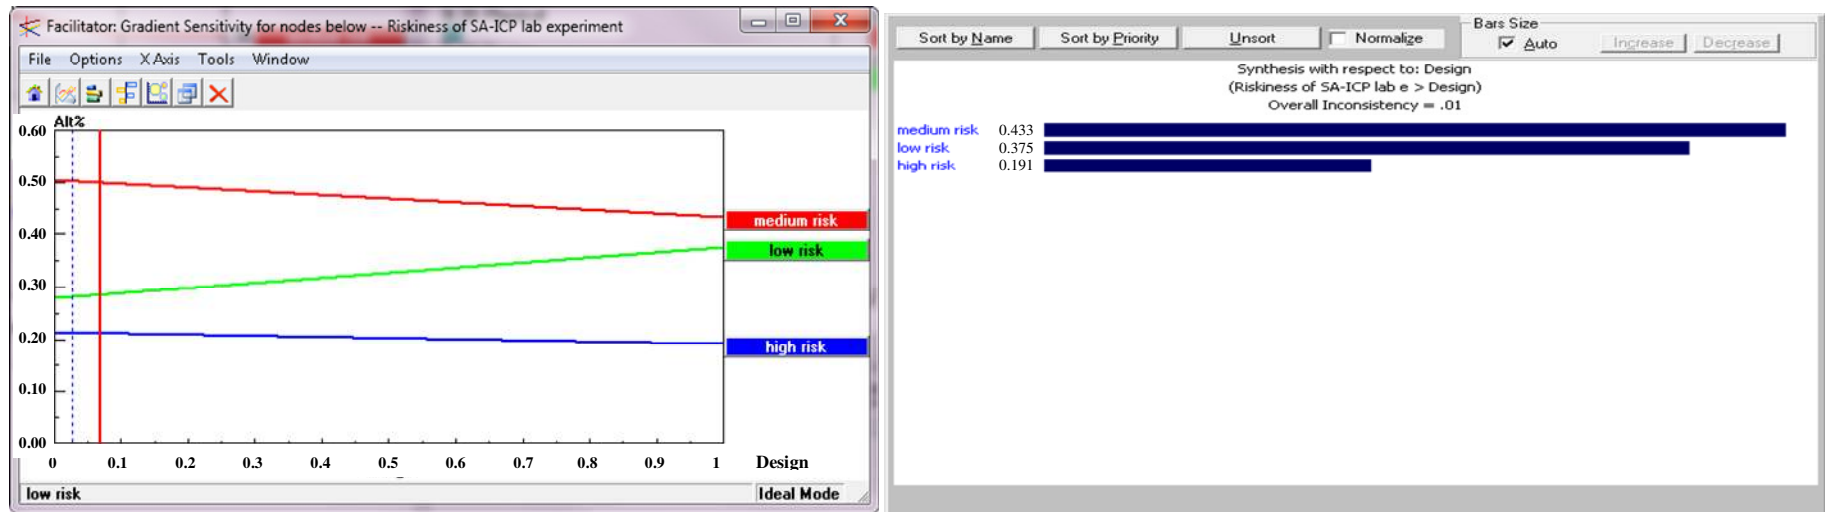 Facilitator: Gradient Sensitivity for nodes below -- Riskiness of SA-ICP lab experiment
File Options X Axis Tools Window
Alt%
0.60
0.50
0.40
0.30
0.20
0.10
0.00
medium risk
low risk
high risk
0 0.1 0.2 0.3 0.4 0.5 0.6 0.7 0.8 0.9 1 Design
low risk
Ideal Mode
Sort by Name Sort by Priority Unsort Normalize
Bars Size
Auto Increase Decrease
Synthesis with respect to: Design
(Riskiness of SA-ICP lab e > Design)
Overall Inconsistency = .01
medium risk 0.433
low risk 0.375
high risk 0.191